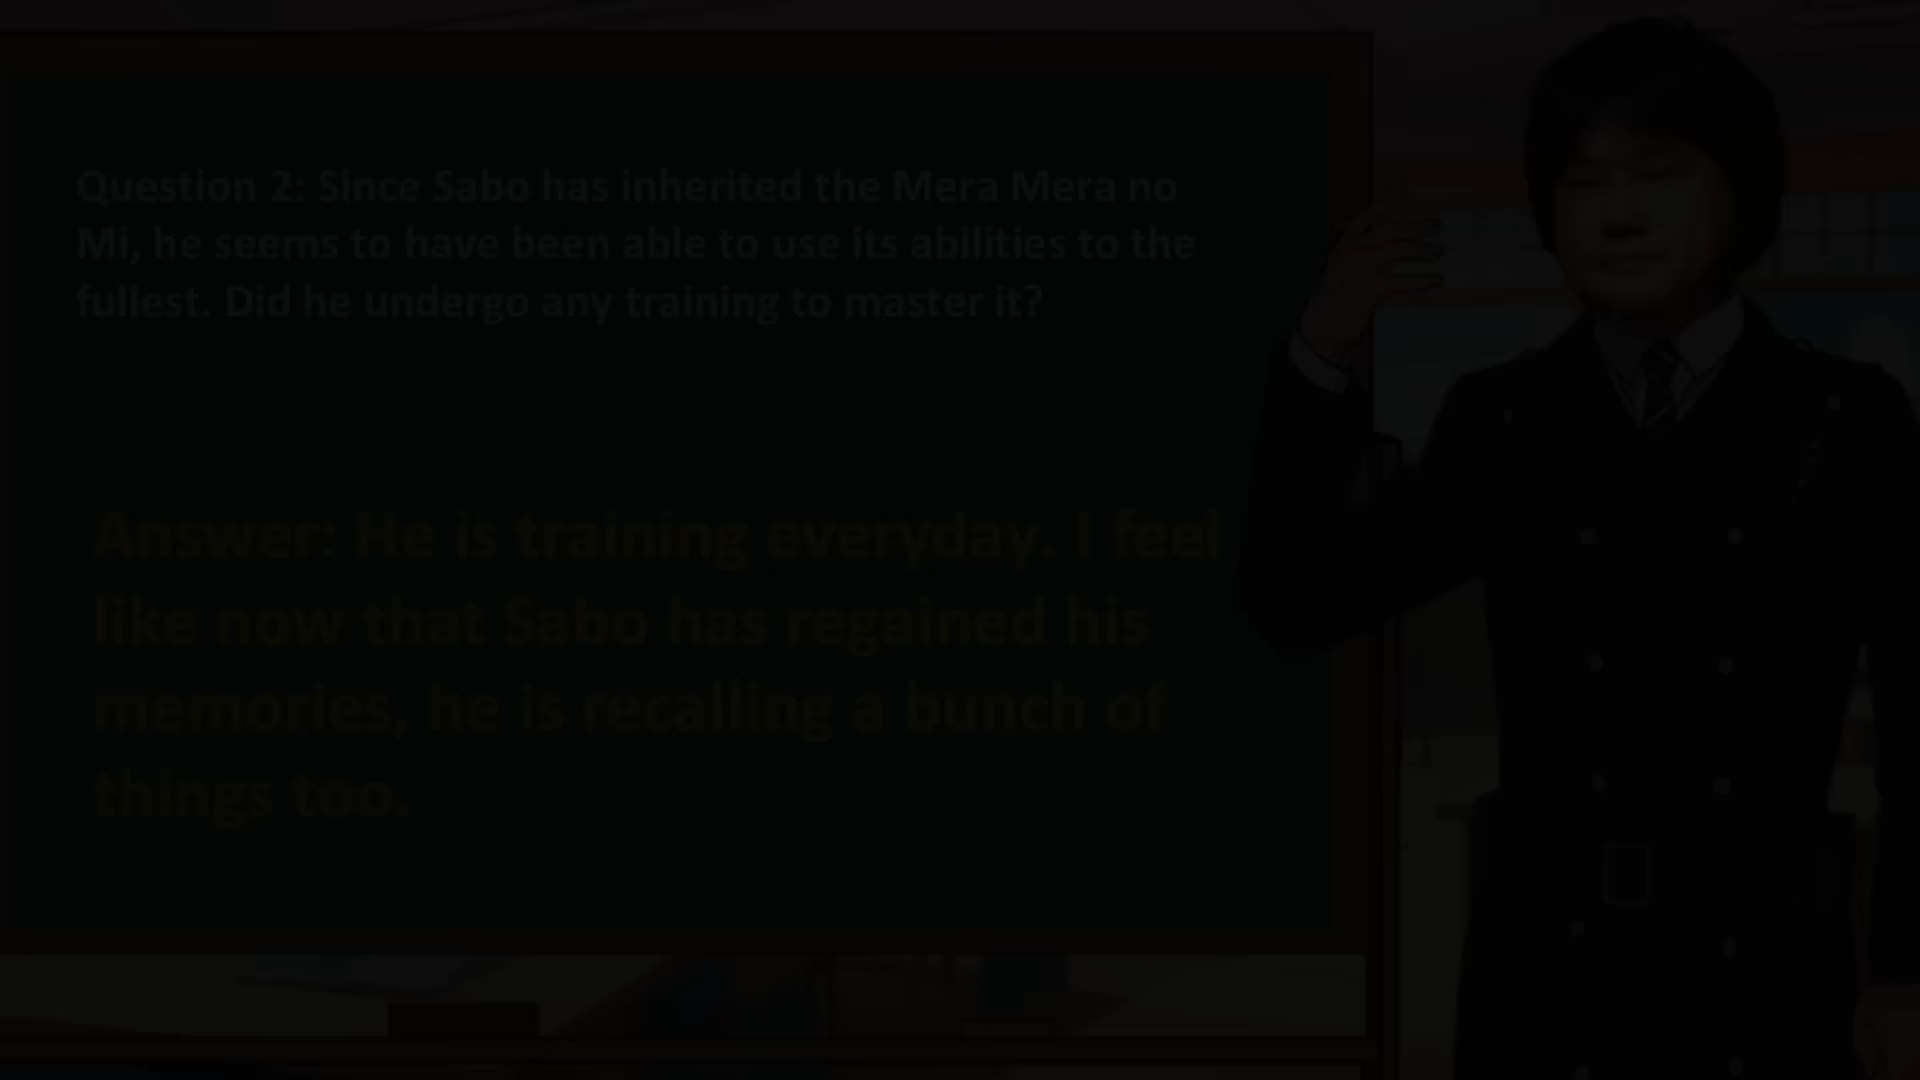 Question 2: Since Sabo has inherited the Mera Mera no
Mi, he seems to have been able to use its abilities to the
fullest. Did he undergo any training to master it?
Answer: He is training everyday. I feel
like now that Sabo has regained his
memories, he is recalling a bunch of
things too.